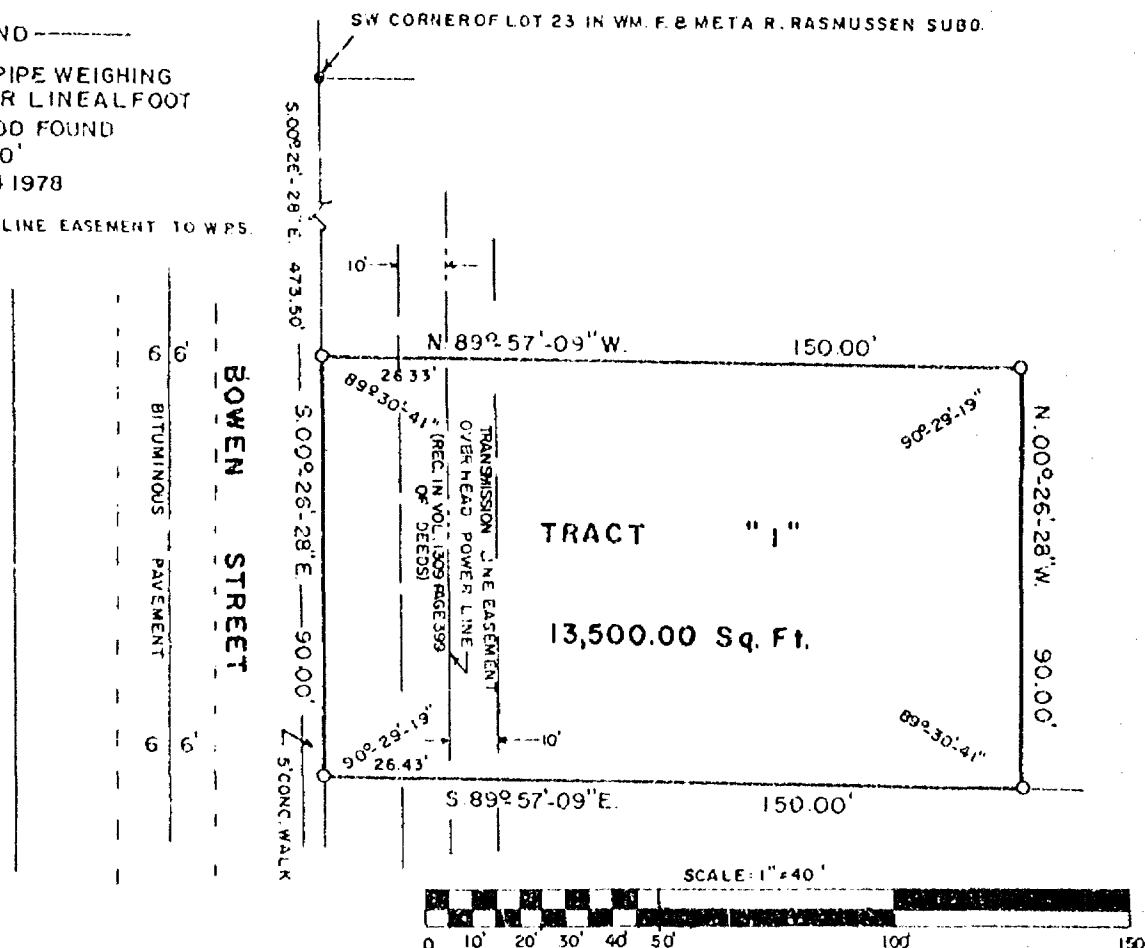 SW CORNER OF LOT 23 IN WM. F. & META R. RASMUSSEN SUBD.
ND
PIPE WEIGHING
R LINEAL FOOT
OD FOUND
0'
4 1978
LINE EASEMENT TO W.P.S.
S.00°-26'-28"E. 473.50'
10'
N. 89°-57'-09"W. 150.00'
26.33'
89°-30'-41"
90°-29'-19"
6 6'
BOWEN STREET
BITUMINOUS PAVEMENT
S.00°-26'-28"E. 90.00'
TRANSMISSION LINE EASEMENT
OVERHEAD POWER LINE
(REC. IN VOL. 1309 PAGE 399
OF DEEDS)
TRACT "1"
13,500.00 Sq. Ft.
N.00°-26'-28"W. 90.00'
6 6'
90°-29'-19"
26.43'
10'
89°-30'-41"
5' CONC. WALK
S. 89°-57'-09"E. 150.00'
SCALE: 1"=40'
0 10' 20' 30' 40' 50' 100' 150